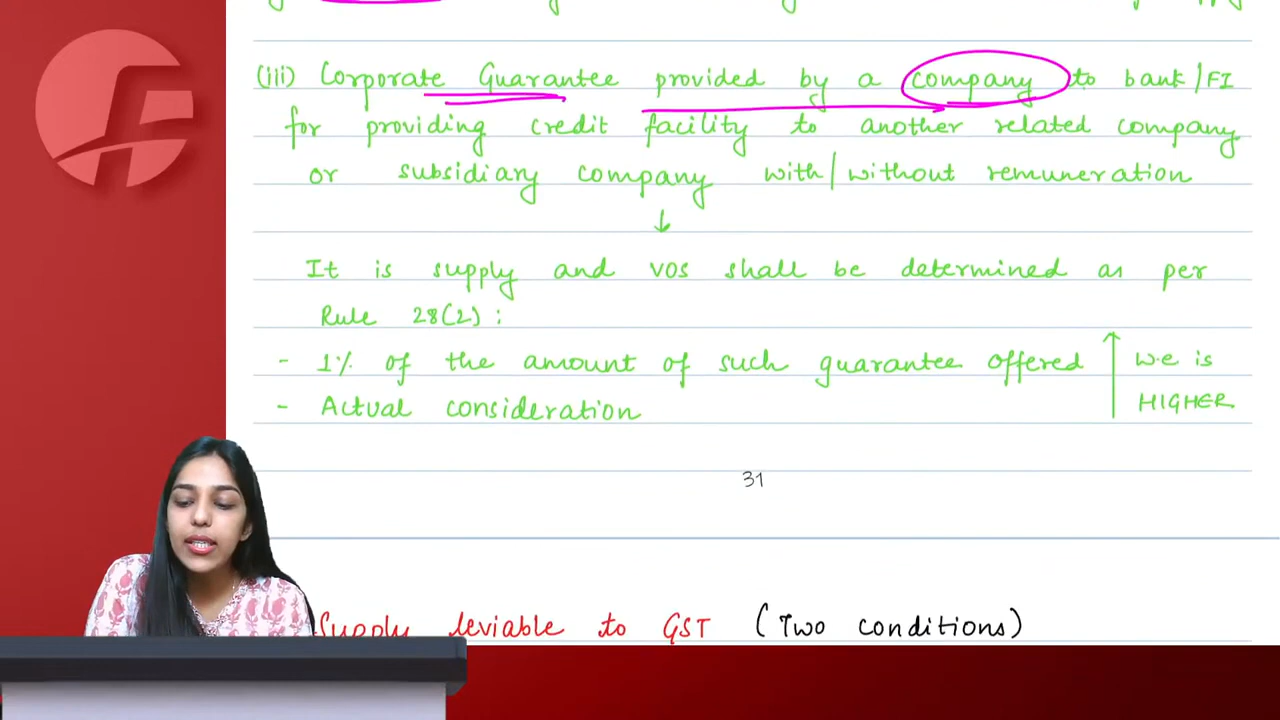 (iii) Corporate Guarantee provided by a company to bank/FI
for providing credit facility to another related company
or subsidiary company with/without remuneration
↓
It is supply and VOS shall be determined as per
Rule 28(2):
- 1% of the amount of such guarantee offered
w.e is
- Actual consideration
HIGHER
31
Supply leviable to GST (Two conditions)